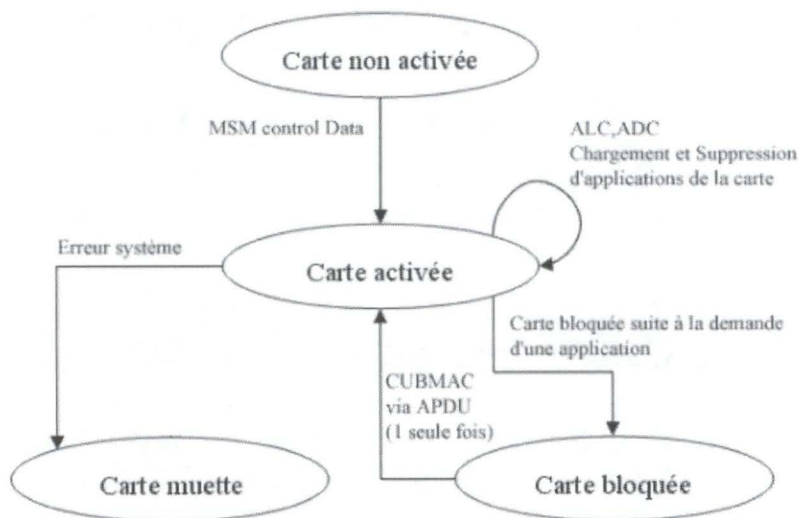 Carte non activée
MSM control Data
ALC,ADC
Chargement et Suppression
d'applications de la carte
Erreur système
Carte activée
Carte bloquée suite à la demande
d'une application
CUBMAC
via APDU
(1 seule fois)
Carte muette
Carte bloquée